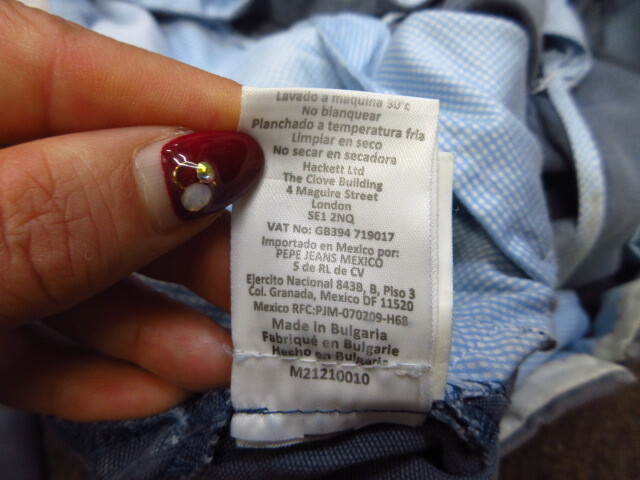 Lavado a maquina 30°c
No blanquear
Planchado a temperatura fria
Limpiar en seco
No secar en secadora
Hackett Ltd
The Clove Building
4 Maguire Street
London
SE1 2NQ
VAT No: GB394 719017
Importado en Mexico por:
PEPE JEANS MEXICO
S de RL de CV
Ejercito Nacional 843B, B, Piso 3
Col. Granada, Mexico DF 11520
Mexico RFC:PJM-070209-H68
Made in Bulgaria
Fabriqué en Bulgarie
Hecho en Bulgaria
M21210010